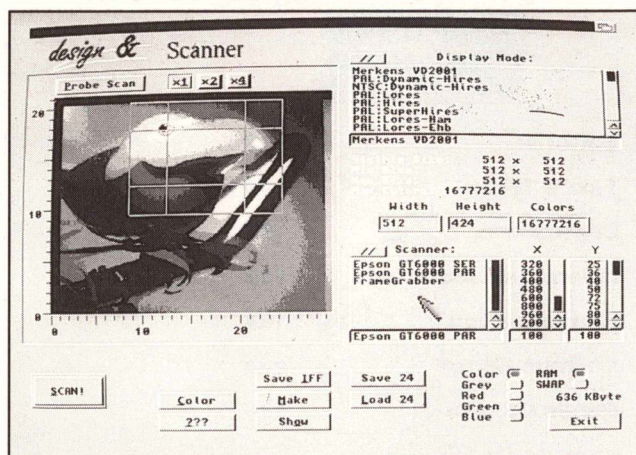 design & Scanner
Probe Scan
x1
x2
x4
20
10
0
0
10
20
//
Display Mode:
Merkens VD2001
PAL:Dynamic-Hires
NTSC:Dynamic-Hires
PAL:Lores
PAL:Hires
PAL:SuperHires
PAL:Lores-Ham
PAL:Lores-Ehb
Merkens VD2001
512 x 512
512 x 512
512 x 512
16777216
Width Height Colors
512 424 16777216
//
Scanner: X Y
Epson GT6000 SER
Epson GT6000 PAR
FrameGrabber
Epson GT6000 PAR
320
360
400
480
600
800
960
1200
100
25
36
40
50
72
75
80
90
100
SCAN!
Color
???
Save IFF
Make
Show
Save 24
Load 24
Color
Grey
Red
Green
Blue
RAM
SWAP
636 KByte
Exit